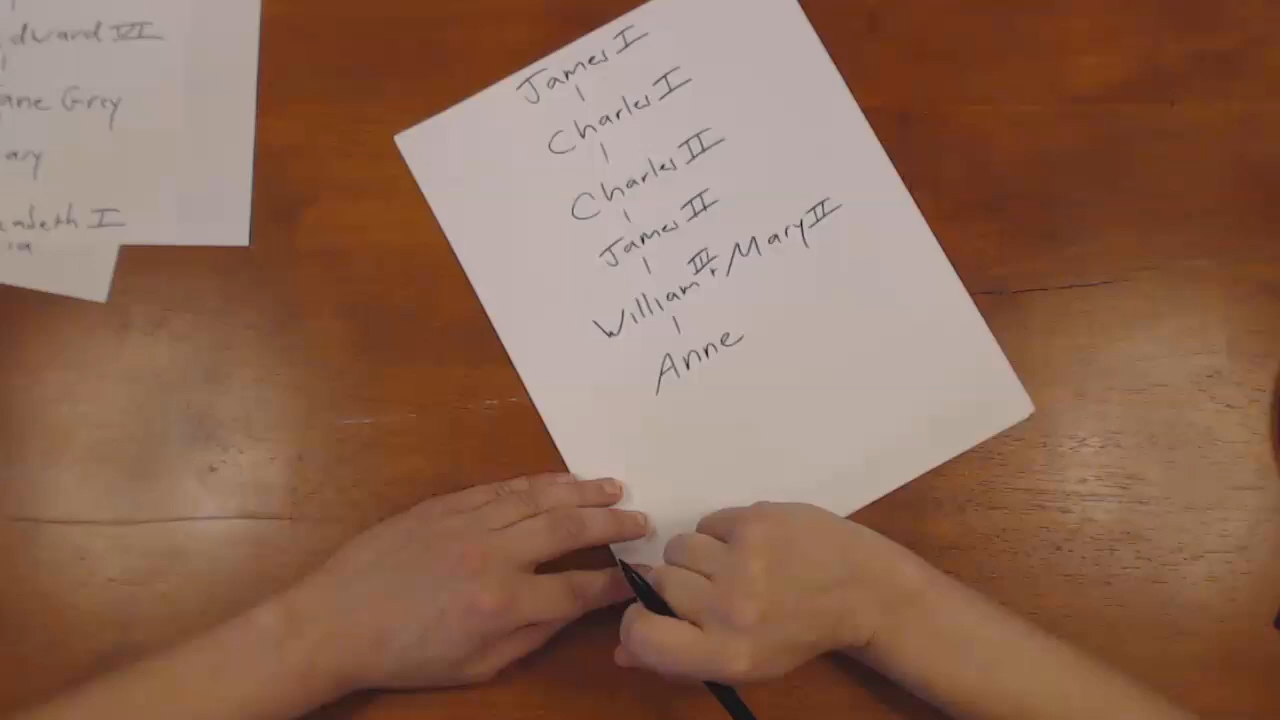 dward VI
ane Grey
ary
abeth I
James I
Charles I
Charles II
James II
William III + Mary II
Anne